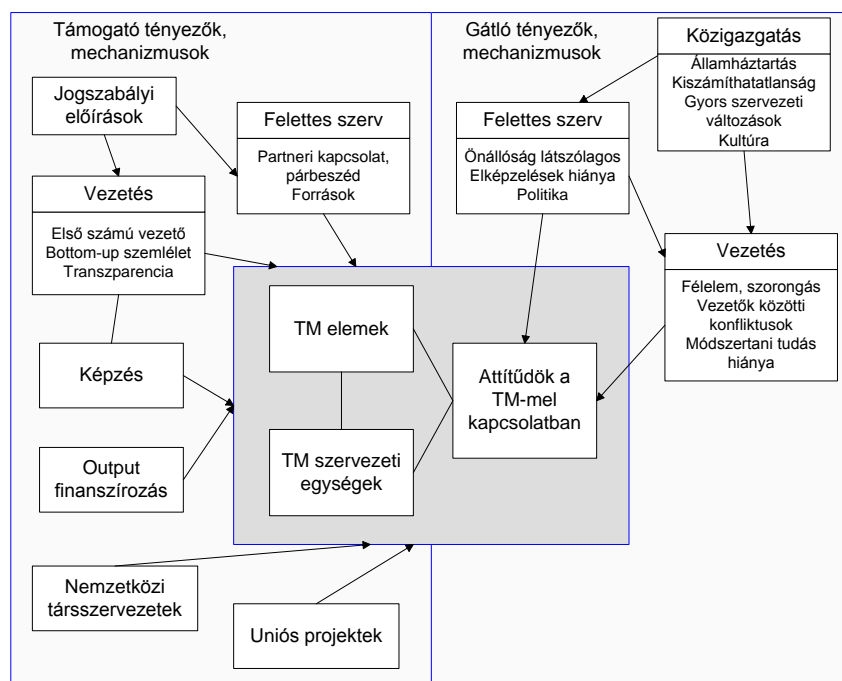 Támogató tényezők,
mechanizmusok
Jogszabályi
előírások
Felettes szerv
Partneri kapcsolat,
párbeszéd
Források
Vezetés
Első számú vezető
Bottom-up szemlélet
Transzparencia
Képzés
Output
finanszírozás
Nemzetközi
társszervezetek
Uniós projektek
TM elemek
TM szervezeti
egységek
Attítűdök a
TM-mel
kapcsolatban
Gátló tényezők,
mechanizmusok
Közigazgatás
Államháztartás
Kiszámíthatatlanság
Gyors szervezeti
változások
Kultúra
Felettes szerv
Önállóság látszólagos
Elképzelések hiánya
Politika
Vezetés
Félelem, szorongás
Vezetők közötti
konfliktusok
Módszertani tudás
hiánya